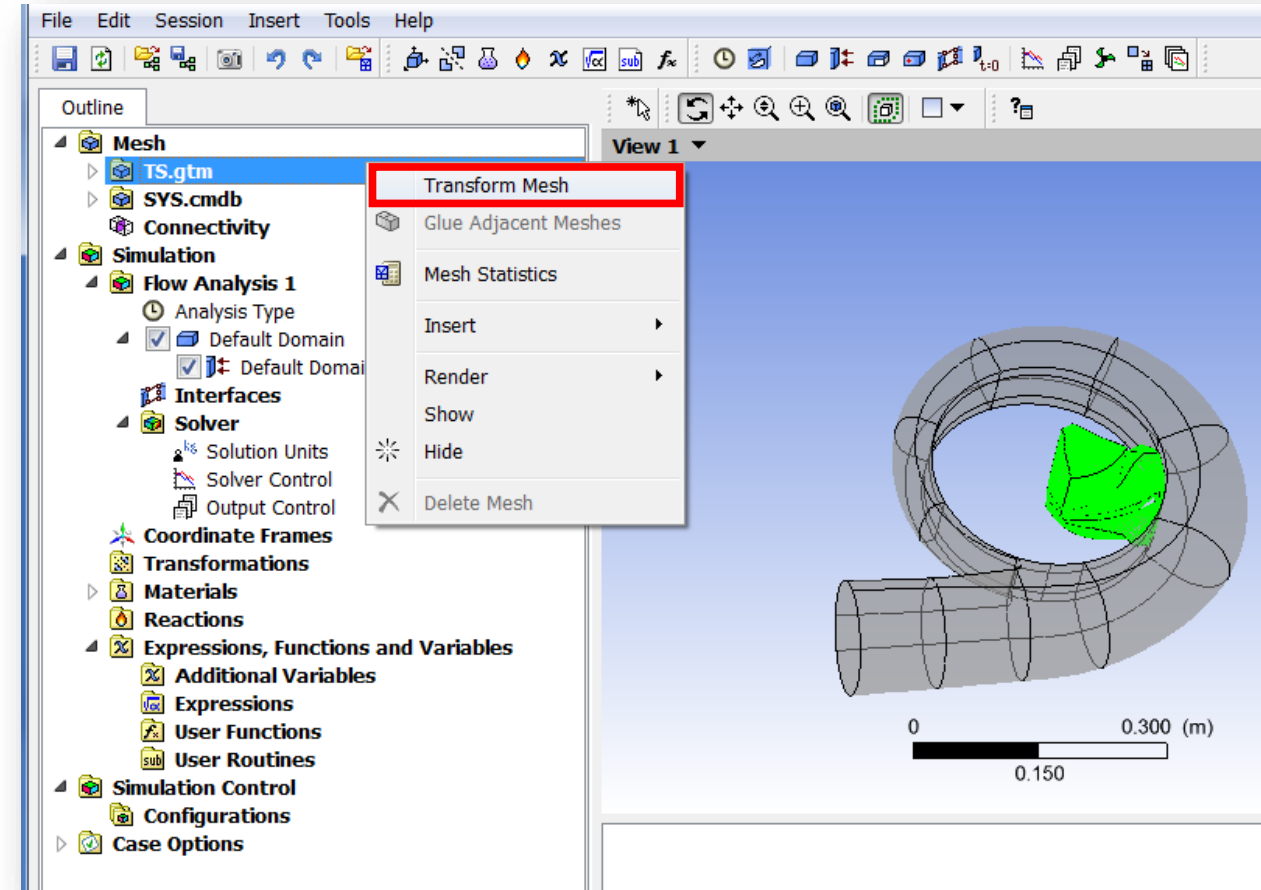 File Edit Session Insert Tools Help
Outline
View 1
Mesh
TS.gtm
SYS.cmdb
Connectivity
Simulation
Flow Analysis 1
Analysis Type
Default Domain
Default Domai
Interfaces
Solver
Solution Units
Solver Control
Output Control
Coordinate Frames
Transformations
Materials
Reactions
Expressions, Functions and Variables
Additional Variables
Expressions
User Functions
User Routines
Simulation Control
Configurations
Case Options
Transform Mesh
Glue Adjacent Meshes
Mesh Statistics
Insert
Render
Show
Hide
Delete Mesh
0 0.300 (m)
0.150